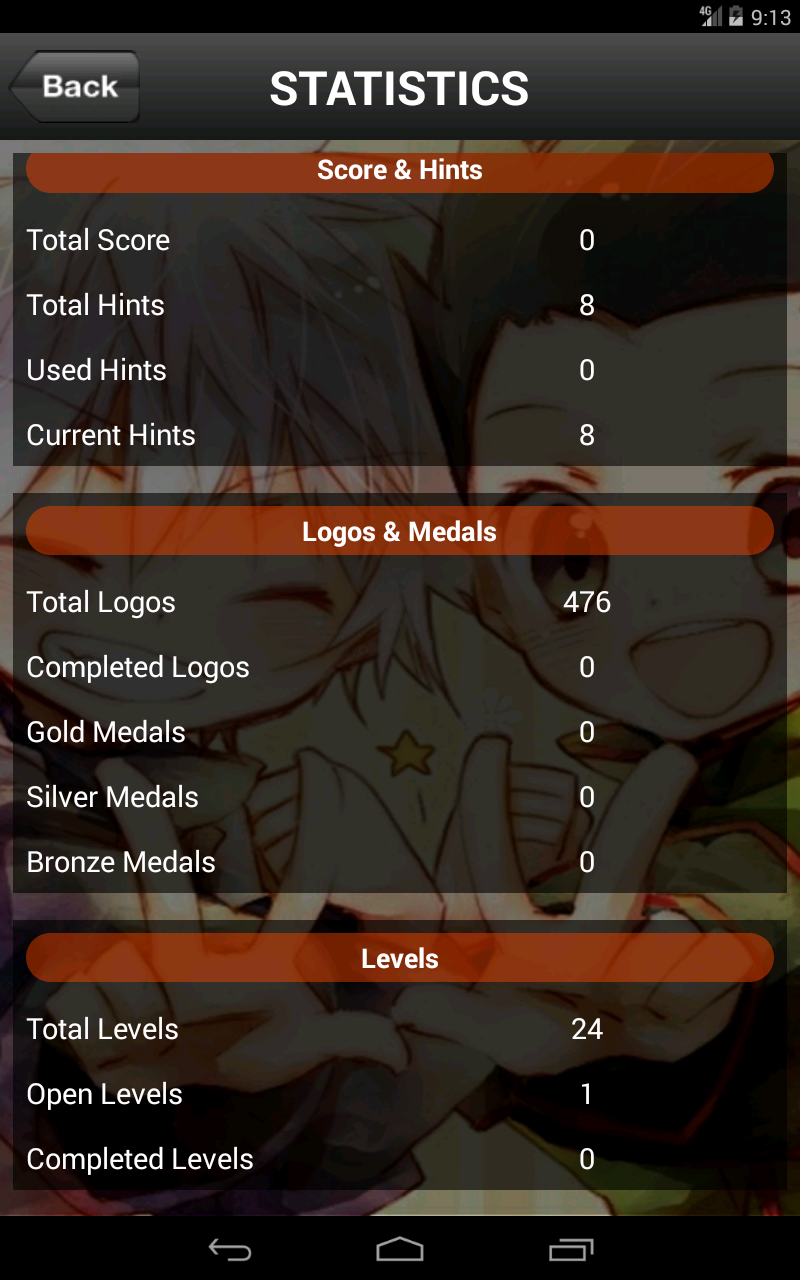 4G 9:13
Back STATISTICS
Score & Hints
Total Score 0
Total Hints 8
Used Hints 0
Current Hints 8
Logos & Medals
Total Logos 476
Completed Logos 0
Gold Medals 0
Silver Medals 0
Bronze Medals 0
Levels
Total Levels 24
Open Levels 1
Completed Levels 0